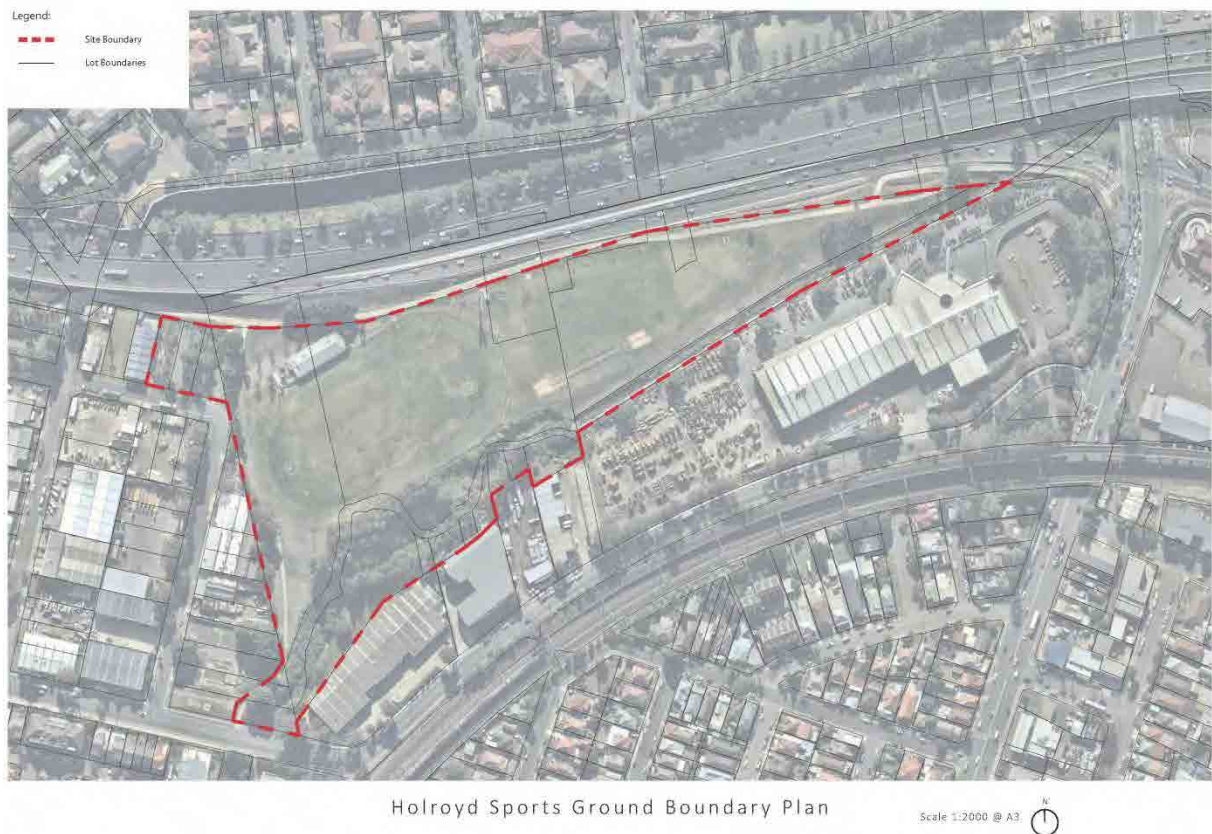 Legend:
Site Boundary
Lot Boundaries
Holroyd Sports Ground Boundary Plan
Scale 1:2000 @ A3
N